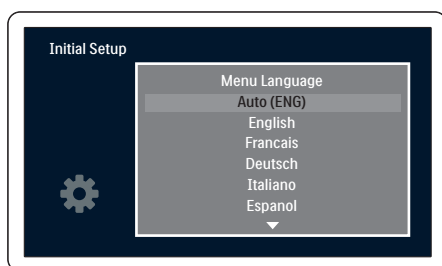 Initial Setup
Menu Language
Auto (ENG)
English
Francais
Deutsch
Italiano
Espanol